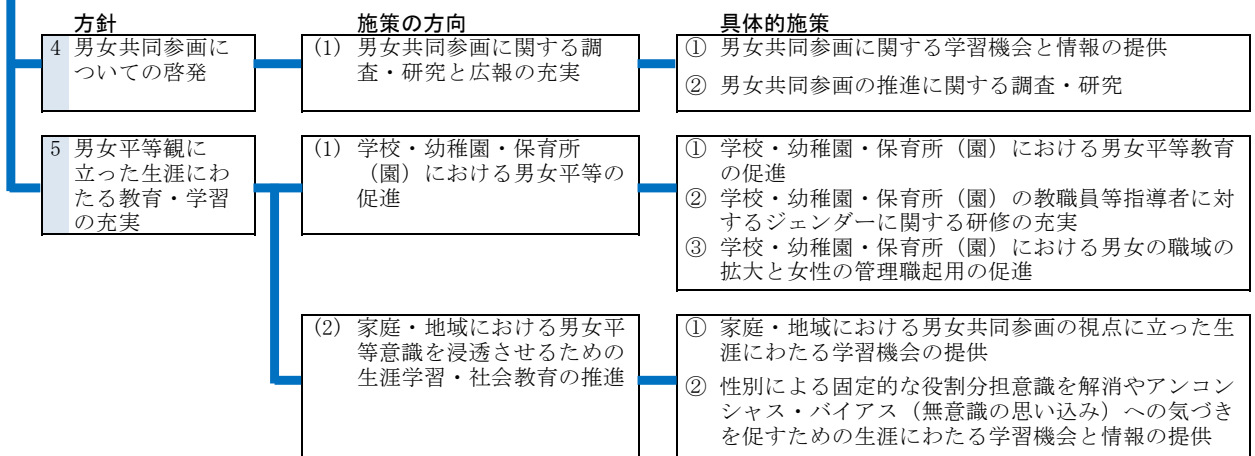 方針
施策の方向
具体的施策
4 男女共同参画に
ついての啓発
(1) 男女共同参画に関する調
査・研究と広報の充実
① 男女共同参画に関する学習機会と情報の提供
② 男女共同参画の推進に関する調査・研究
5 男女平等観に
立った生涯にわ
たる教育・学習
の充実
(1) 学校・幼稚園・保育所
（園）における男女平等の
促進
① 学校・幼稚園・保育所（園）における男女平等教育
の促進
② 学校・幼稚園・保育所（園）の教職員等指導者に対
するジェンダーに関する研修の充実
③ 学校・幼稚園・保育所（園）における男女の職域の
拡大と女性の管理職起用の促進
(2) 家庭・地域における男女平
等意識を浸透させるための
生涯学習・社会教育の推進
① 家庭・地域における男女共同参画の視点に立った生
涯にわたる学習機会の提供
② 性別による固定的な役割分担意識を解消やアンコン
シャス・バイアス（無意識の思い込み）への気づき
を促すための生涯にわたる学習機会と情報の提供